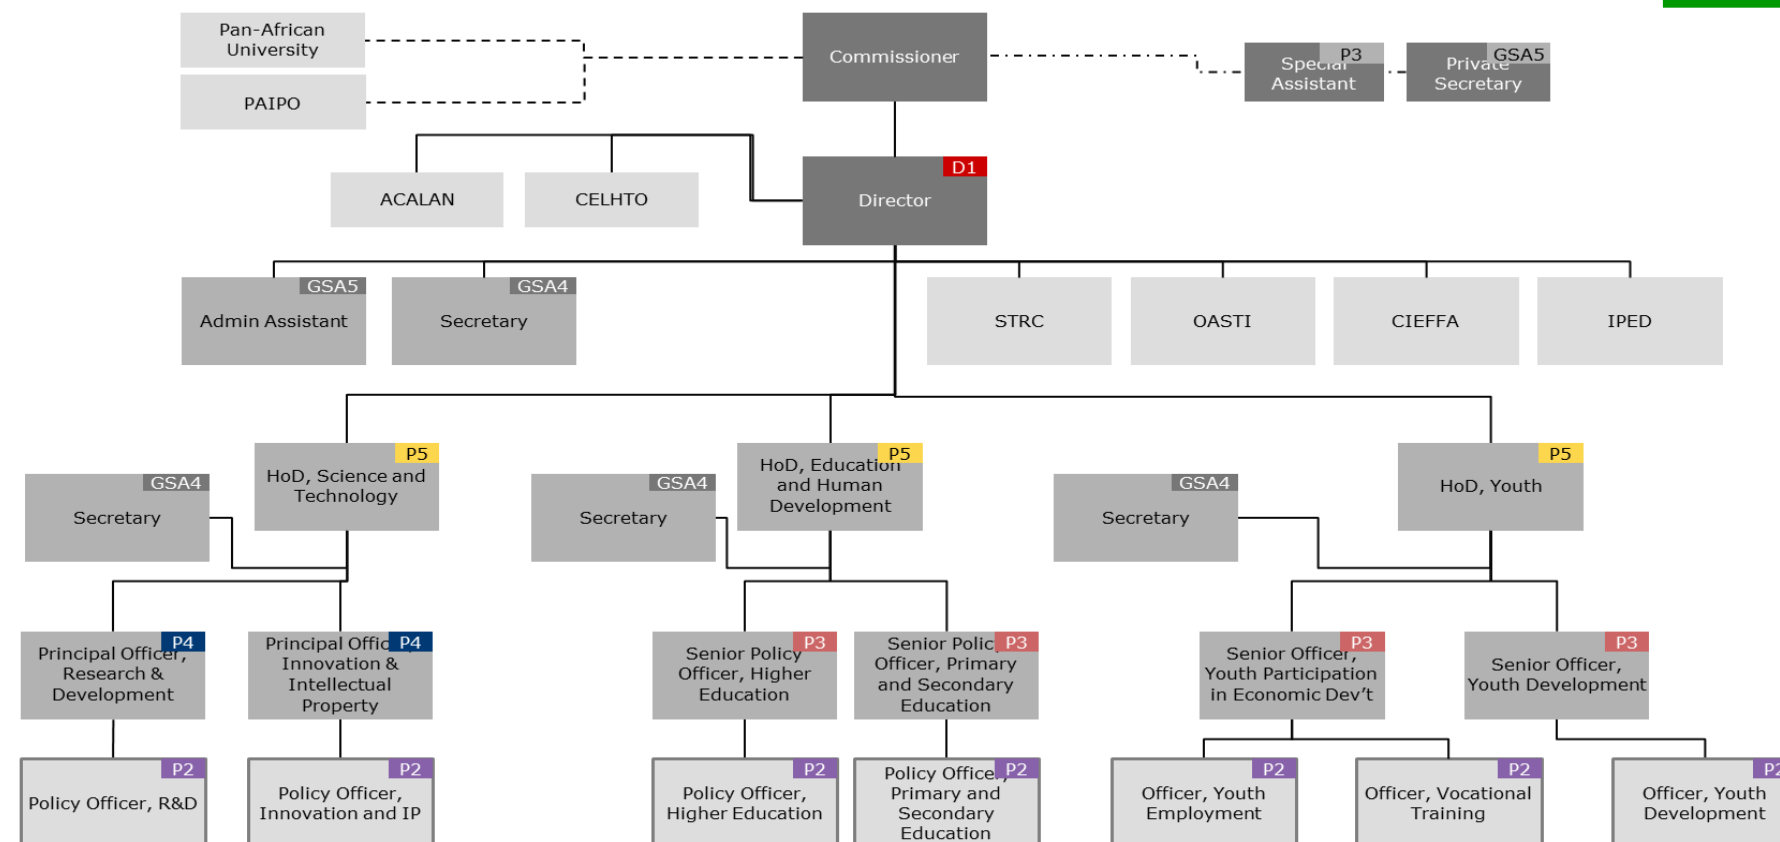 Pan-African
University
PAIPO
Commissioner
P3
Special
Assistant
GSA5
Private
Secretary
ACALAN
CELHTO
D1
Director
GSA5
Admin Assistant
GSA4
Secretary
STRC
OASTI
CIEFFA
IPED
GSA4
Secretary
P5
HoD, Science and
Technology
GSA4
Secretary
P5
HoD, Education
and Human
Development
GSA4
Secretary
P5
HoD, Youth
P4
Principal Officer,
Research &
Development
P4
Principal Officer,
Innovation &
Intellectual
Property
P3
Senior Policy
Officer, Higher
Education
P3
Senior Policy
Officer, Primary
and Secondary
Education
P3
Senior Officer,
Youth Participation
in Economic Dev’t
P3
Senior Officer,
Youth Development
P2
Policy Officer, R&D
P2
Policy Officer,
Innovation and IP
P2
Policy Officer,
Higher Education
P2
Policy Officer,
Primary and
Secondary
Education
P2
Officer, Youth
Employment
P2
Officer, Vocational
Training
P2
Officer, Youth
Development